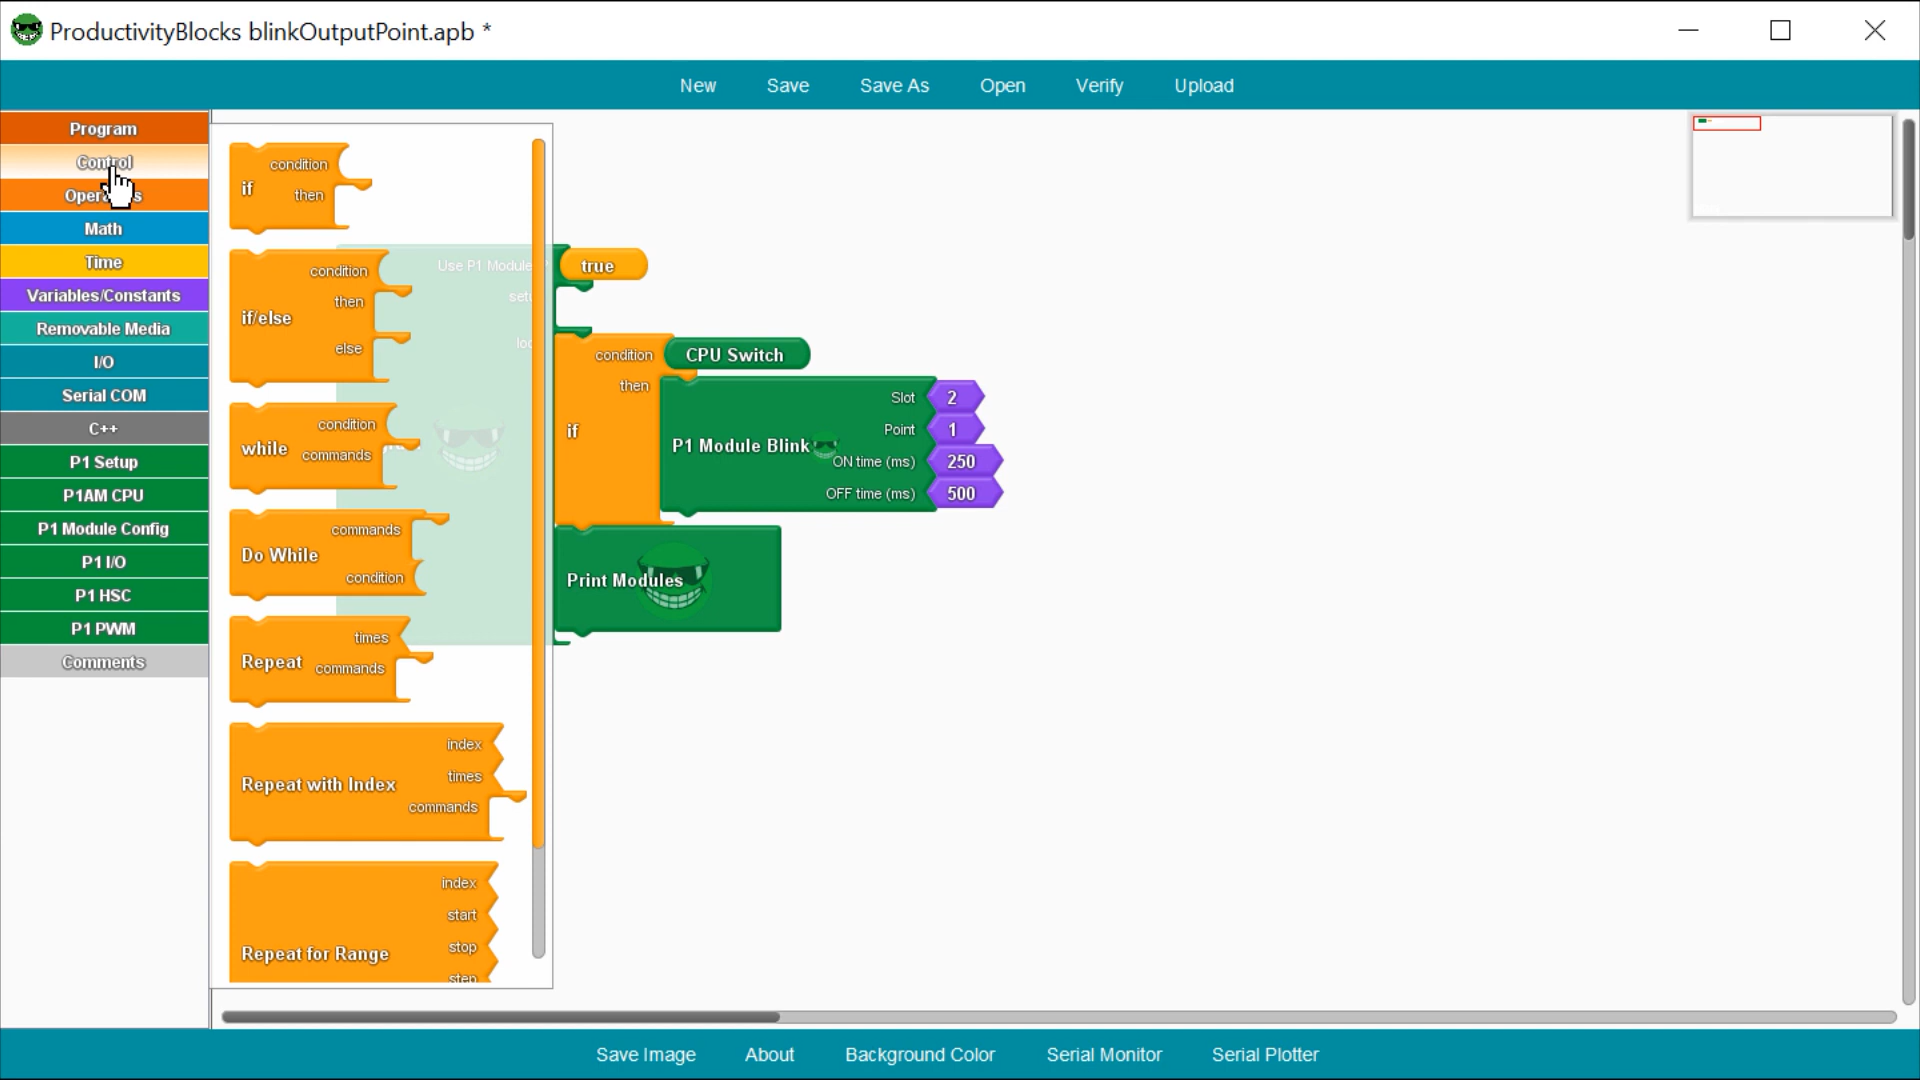 ProductivityBlocks blinkOutputPoint.apb *
New Save Save As Open Verify Upload
Program
Control
Math
Time
Variables/Constants
Removable Media
I/O
Serial COM
C++
P1 Setup
P1AM CPU
P1 Module Config
P1 I/O
P1 HSC
P1 PWM
Comments
condition
if
then
condition
then
if/else
else
condition
while
commands
commands
Do While
condition
times
Repeat
commands
index
times
Repeat with Index
commands
index
start
stop
Repeat for Range
step
Use P1 Module
true
condition
CPU Switch
then
if
P1 Module Blink
Slot
2
Point
1
ON time (ms)
250
OFF time (ms)
500
Print Modules
Save Image About Background Color Serial Monitor Serial Plotter